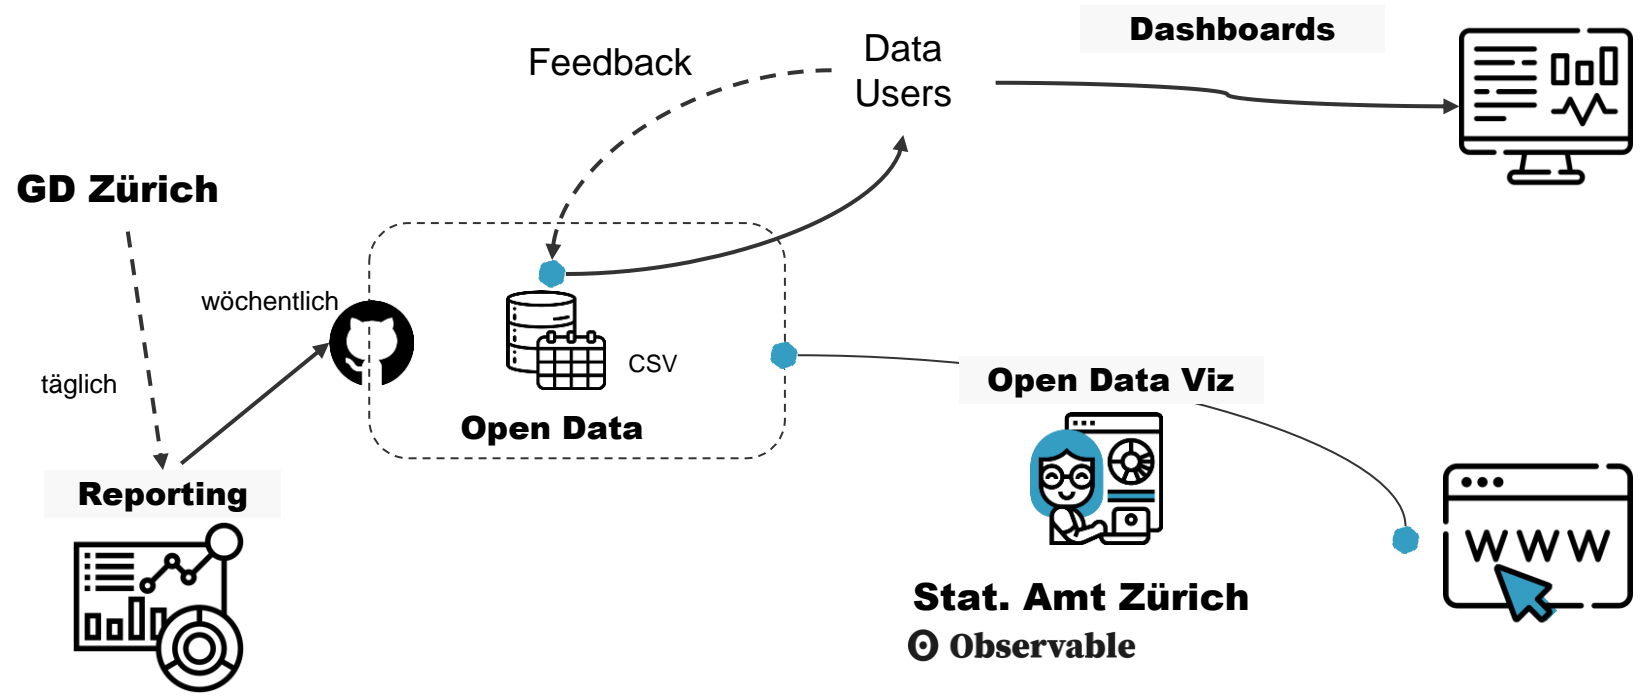 Dashboards
Data
Users
Feedback
GD Zürich
wöchentlich
täglich
CSV
Open Data
Open Data Viz
Reporting
WWW
Stat. Amt Zürich
Observable